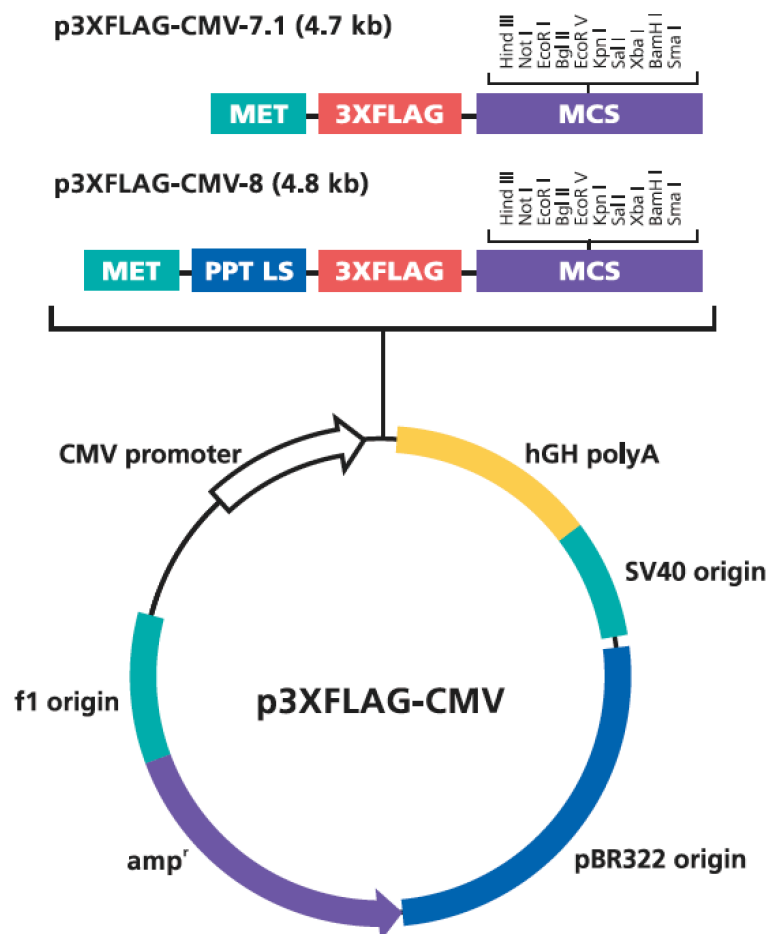 p3XFLAG-CMV-7.1 (4.7 kb)
Hind III
Not I
EcoR I
Bgl II
EcoR V
Kpn I
Sal I
Xba I
BamH I
Sma I
MET
3XFLAG
MCS
p3XFLAG-CMV-8 (4.8 kb)
Hind III
Not I
EcoR I
Bgl II
EcoR V
Kpn I
Sal I
Xba I
BamH I
Sma I
MET
PPT LS
3XFLAG
MCS
CMV promoter
hGH polyA
SV40 origin
f1 origin
p3XFLAG-CMV
ampʳ
pBR322 origin